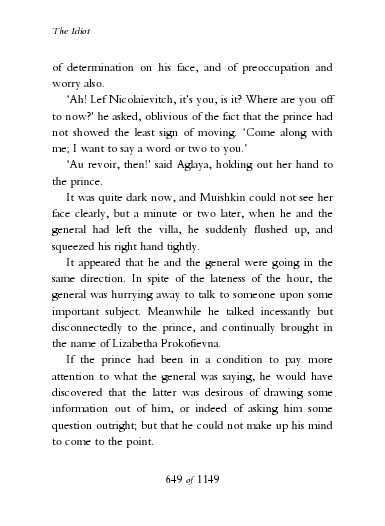 The Idiot
of determination on his face, and of preoccupation and
worry also.
‘Ah! Lef Nicolaievitch, it’s you, is it? Where are you off
to now?’ he asked, oblivious of the fact that the prince had
not showed the least sign of moving. ‘Come along with
me; I want to say a word or two to you.’
‘Au revoir, then!’ said Aglaya, holding out her hand to
the prince.
It was quite dark now, and Muishkin could not see her
face clearly, but a minute or two later, when he and the
general had left the villa, he suddenly flushed up, and
squeezed his right hand tightly.
It appeared that he and the general were going in the
same direction. In spite of the lateness of the hour, the
general was hurrying away to talk to someone upon some
important subject. Meanwhile he talked incessantly but
disconnectedly to the prince, and continually brought in
the name of Lizabetha Prokofievna.
If the prince had been in a condition to pay more
attention to what the general was saying, he would have
discovered that the latter was desirous of drawing some
information out of him, or indeed of asking him some
question outright; but that he could not make up his mind
to come to the point.
649 of 1149